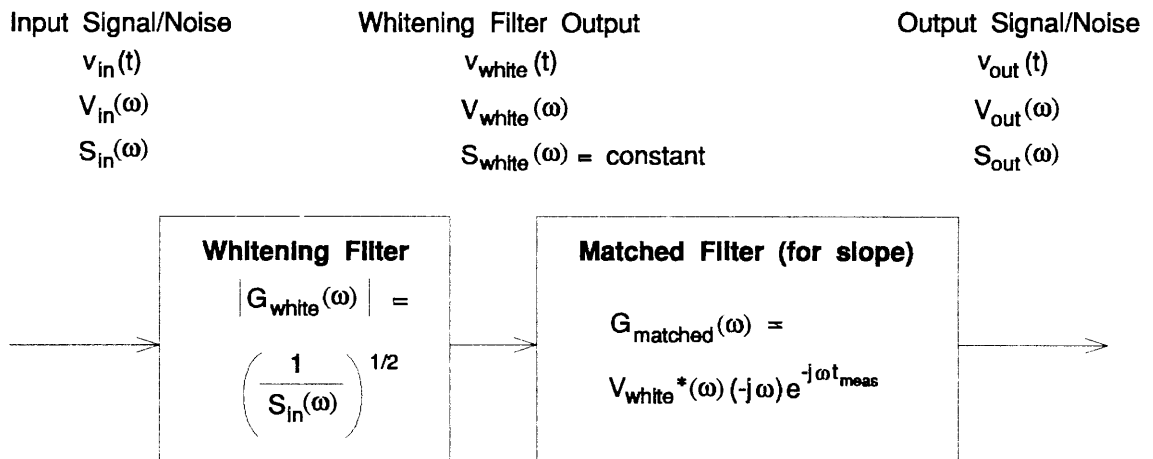 Input Signal/Noise
v_in(t)
V_in(ω)
S_in(ω)
Whitening Filter Output
v_white(t)
V_white(ω)
S_white(ω) = constant
Output Signal/Noise
v_out(t)
V_out(ω)
S_out(ω)
Whitening Filter
|G_white(ω)| =
(1 / S_in(ω))^1/2
Matched Filter (for slope)
G_matched(ω) =
V_white*(ω)(-jω)e^-jωt_meas